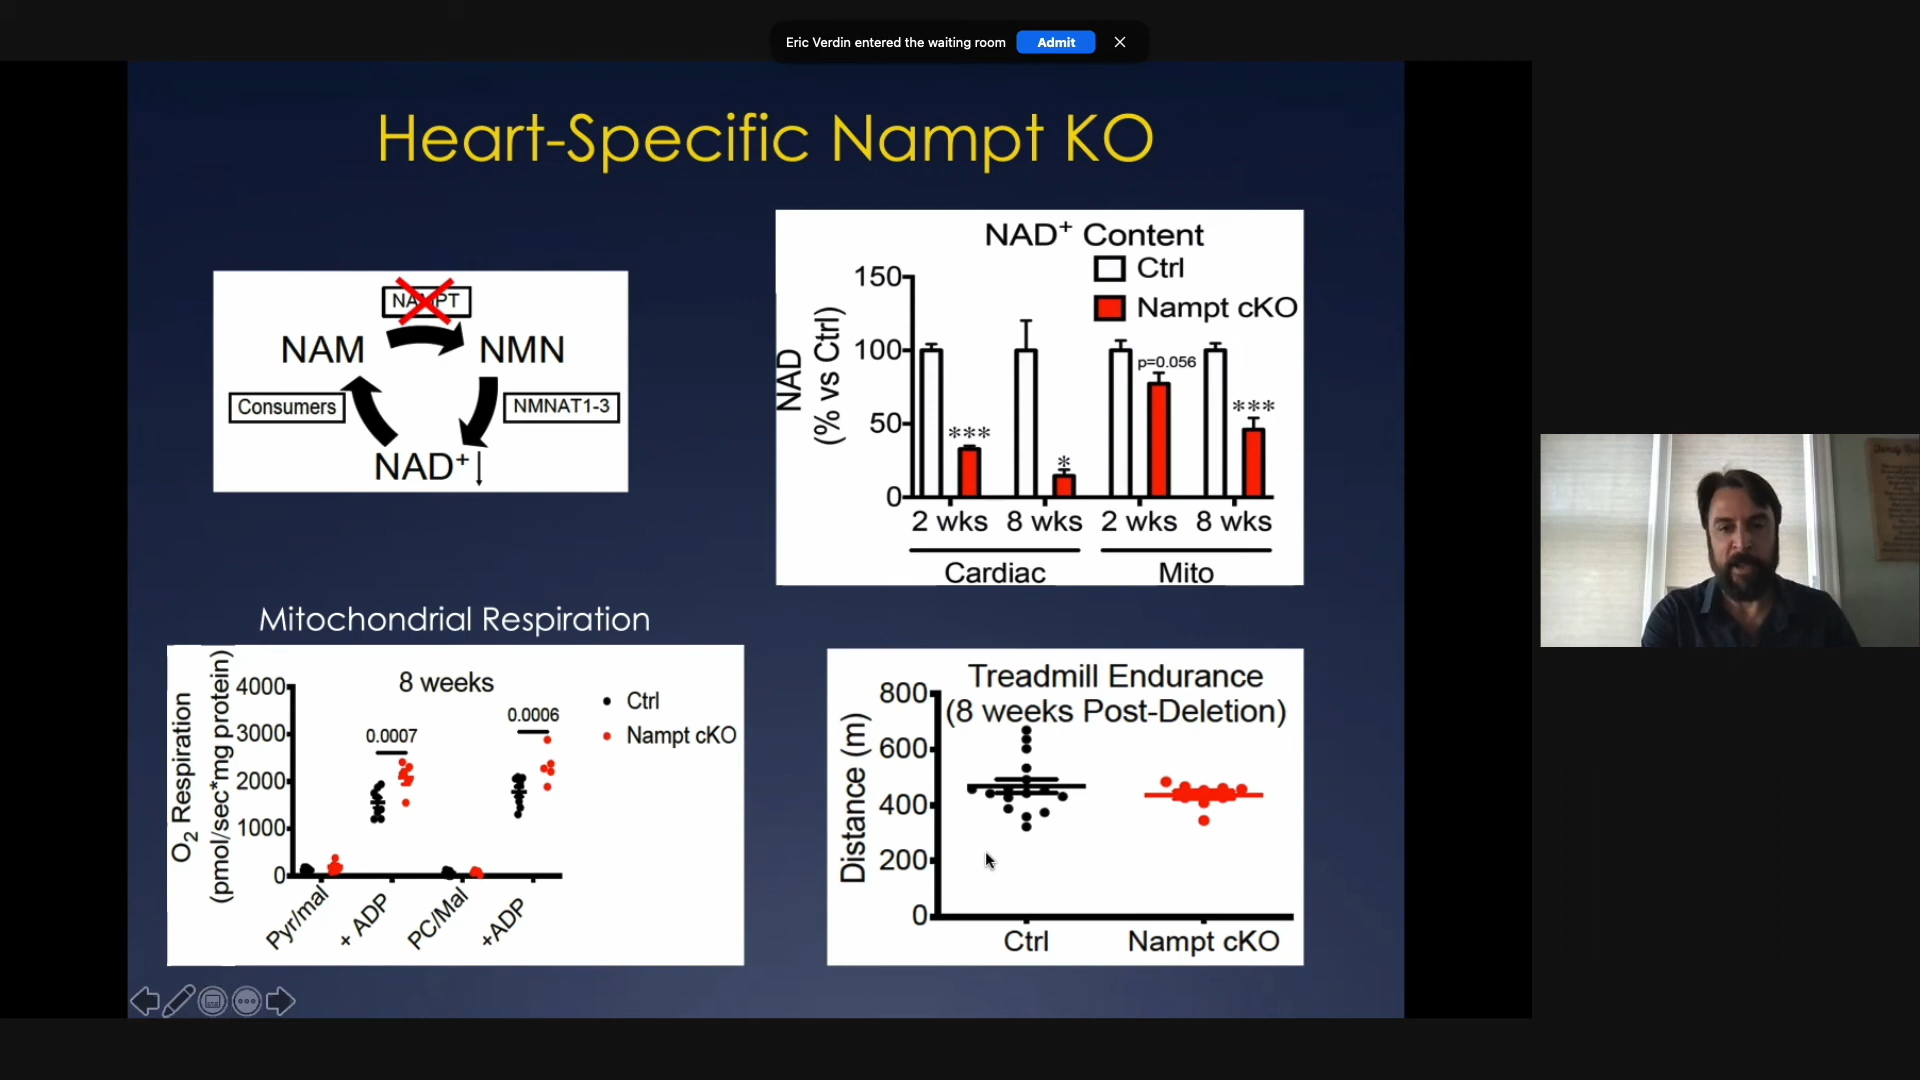 Eric Verdin entered the waiting room
Admit
Heart-Specific Nampt KO
NAMPT
NAM
NMN
Consumers
NMNAT1-3
NAD⁺↓
NAD⁺ Content
Ctrl
Nampt cKO
NAD
(% vs Ctrl)
150
100
50
0
***
*
p=0.056
***
2 wks 8 wks 2 wks 8 wks
Cardiac Mito
Mitochondrial Respiration
8 weeks
Ctrl
Nampt cKO
O₂ Respiration
(pmol/sec*mg protein)
4000
3000
2000
1000
0
0.0007
0.0006
Pyr/mal
+ ADP
PC/Mal
+ADP
Treadmill Endurance
(8 weeks Post-Deletion)
Distance (m)
800
600
400
200
0
Ctrl
Nampt cKO